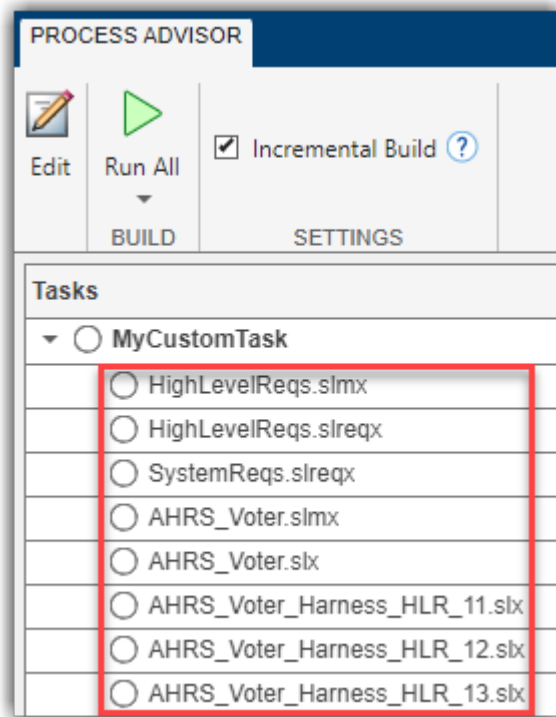 PROCESS ADVISOR
Edit
Run All
Incremental Build ?
BUILD
SETTINGS
Tasks
MyCustomTask
HighLevelReqs.slmx
HighLevelReqs.slreqx
SystemReqs.slreqx
AHRS_Voter.slmx
AHRS_Voter.slx
AHRS_Voter_Harness_HLR_11.slx
AHRS_Voter_Harness_HLR_12.slx
AHRS_Voter_Harness_HLR_13.slx